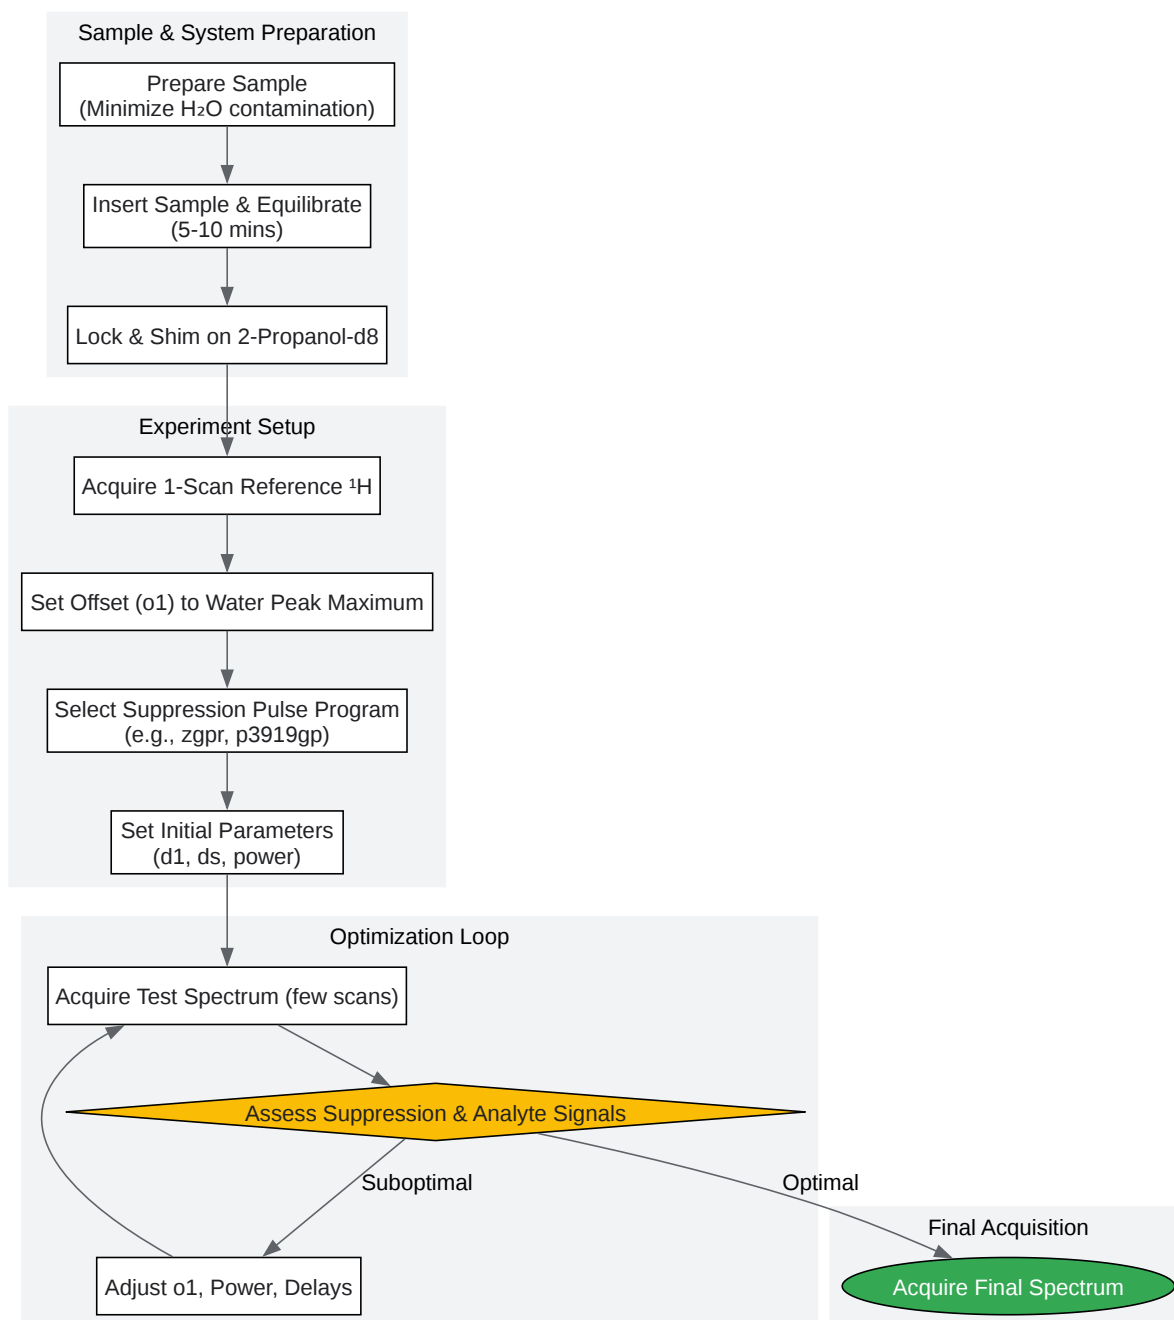 Sample & System Preparation
Prepare Sample
(Minimize H₂O contamination)
Insert Sample & Equilibrate
(5-10 mins)
Lock & Shim on 2-Propanol-d8
Experiment Setup
Acquire 1-Scan Reference ¹H
Set Offset (o1) to Water Peak Maximum
Select Suppression Pulse Program
(e.g., zgpr, p3919gp)
Set Initial Parameters
(d1, ds, power)
Optimization Loop
Acquire Test Spectrum (few scans)
Assess Suppression & Analyte Signals
Suboptimal
Optimal
Adjust o1, Power, Delays
Final Acquisition
Acquire Final Spectrum